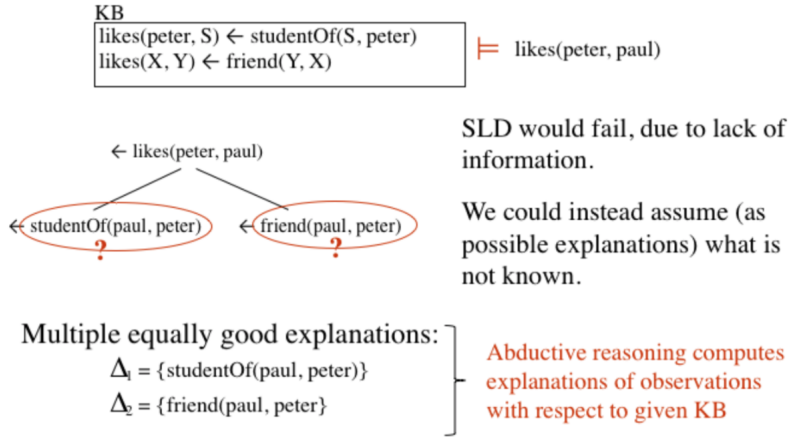 KB
likes(peter, S) ← studentOf(S, peter)
likes(X, Y) ← friend(Y, X)
⊨ likes(peter, paul)
← likes(peter, paul)
← studentOf(paul, peter)
?
← friend(paul, peter)
?
SLD would fail, due to lack of
information.
We could instead assume (as
possible explanations) what is
not known.
Multiple equally good explanations:
Δ₁ = {studentOf(paul, peter)}
Δ₂ = {friend(paul, peter}
Abductive reasoning computes
explanations of observations
with respect to given KB